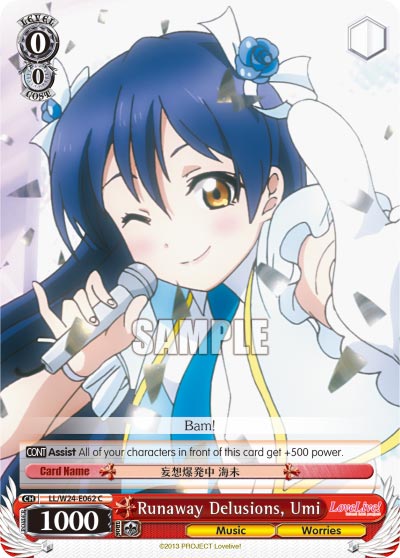 LEVEL
0
0
COST
SAMPLE
Bam!
CONT Assist All of your characters in front of this card get +500 power.
Card Name 妄想爆発中 海未
CH LL/W24-E062 C
POWER 1000 Runaway Delusions, Umi LoveLive!
Music Worries
©2013 PROJECT Lovelive!